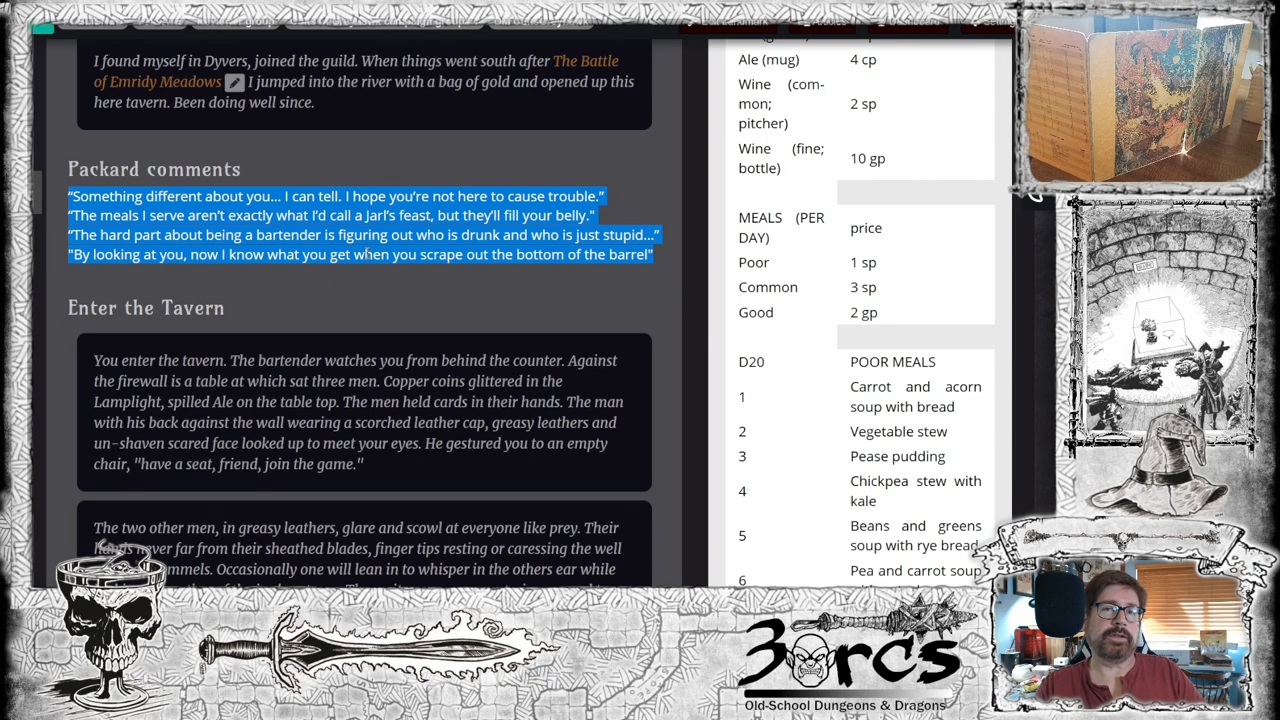 I found myself in Dyvers, joined the guild. When things went south after The Battle
of Emridy Meadows I jumped into the river with a bag of gold and opened up this
here tavern. Been doing well since.
Packard comments
“Something different about you... I can tell. I hope you’re not here to cause trouble.”
“The meals I serve aren’t exactly what I’d call a Jarl’s feast, but they’ll fill your belly."
“The hard part about being a bartender is figuring out who is drunk and who is just stupid...”
"By looking at you, now I know what you get when you scrape out the bottom of the barrel"
Enter the Tavern
You enter the tavern. The bartender watches you from behind the counter. Against
the firewall is a table at which sat three men. Copper coins glittered in the
Lamplight, spilled Ale on the table top. The men held cards in their hands. The man
with his back against the wall wearing a scorched leather cap, greasy leathers and
un-shaven scared face looked up to meet your eyes. He gestured you to an empty
chair, "have a seat, friend, join the game."
The two other men, in greasy leathers, glare and scowl at everyone like prey. Their
never far from their sheathed blades, finger tips resting or caressing the well
Occasionally one will lean in to whisper in the others ear while
Ale (mug) 4 cp
Wine (com-
mon; 2 sp
pitcher)
Wine (fine; 10 gp
bottle)
MEALS (PER price
DAY)
Poor 1 sp
Common 3 sp
Good 2 gp
D20 POOR MEALS
1 Carrot and acorn
soup with bread
2 Vegetable stew
3 Pease pudding
4 Chickpea stew with
kale
5 Beans and greens
soup with rye bread
6 Pea and carrot soup
3 orcs
Old-School Dungeons & Dragons